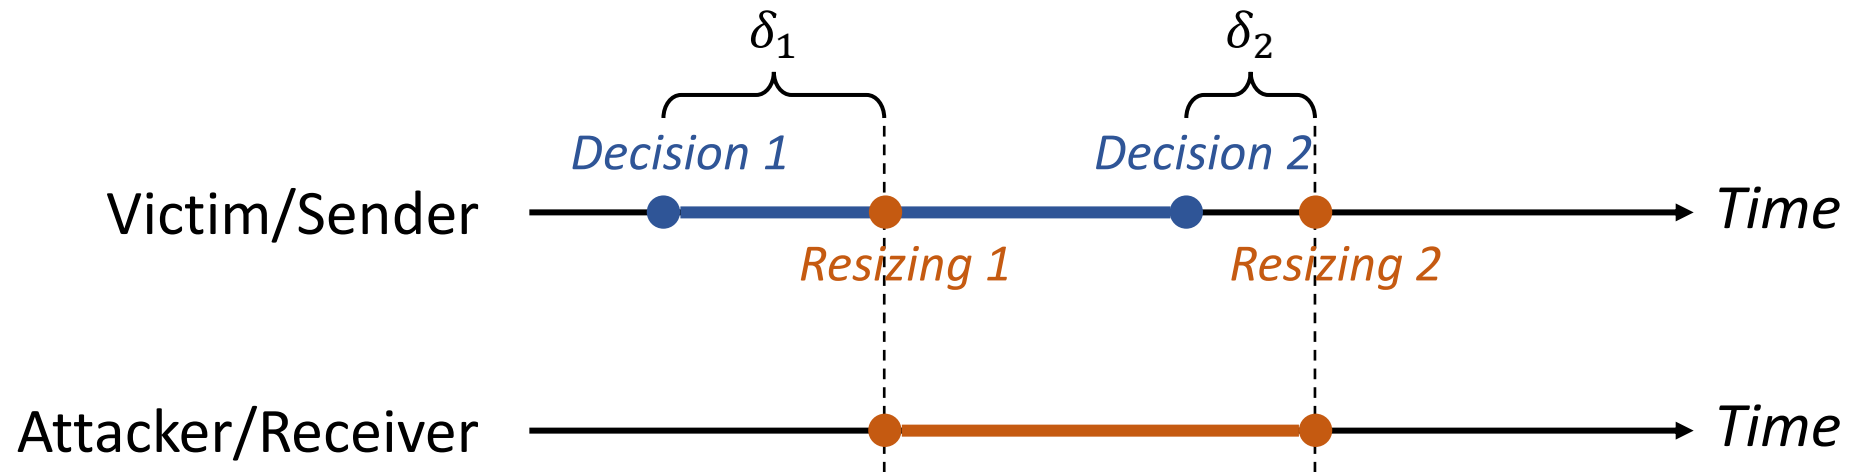 δ₁ δ₂
Decision 1 Decision 2
Victim/Sender Time
Resizing 1 Resizing 2
Attacker/Receiver Time